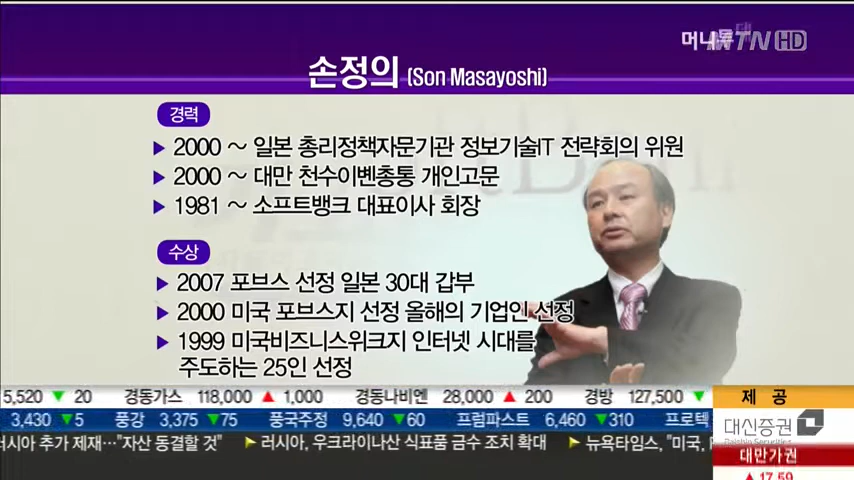 머니투 MTN HD
손정의 (Son Masayoshi)
경력
▶ 2000 ~ 일본 총리정책자문기관 정보기술IT 전략회의 위원
▶ 2000 ~ 대만 천수이볜총통 개인고문
▶ 1981 ~ 소프트뱅크 대표이사 회장
수상
▶ 2007 포브스 선정 일본 30대 갑부
▶ 2000 미국 포브스지 선정 올해의 기업인 선정
▶ 1999 미국비즈니스위크지 인터넷 시대를
주도하는 25인 선정
5,520 ▼ 20 경동가스 118,000 ▲ 1,000 경동나비엔 28,000 ▲ 200 경방 127,500 ▼
제 공
3,430 ▼5 풍강 3,375 ▼75 풍국주정 9,640 ▼60 프럼파스트 6,460 ▼310 프로텍
대신증권
Daishin Securities
러시아 추가 제재..."자산 동결할 것" ▶ 러시아, 우크라이나산 식표품 금수 조치 확대 ▶ 뉴욕타임스, "미국,
대만가권
▲ 17.59